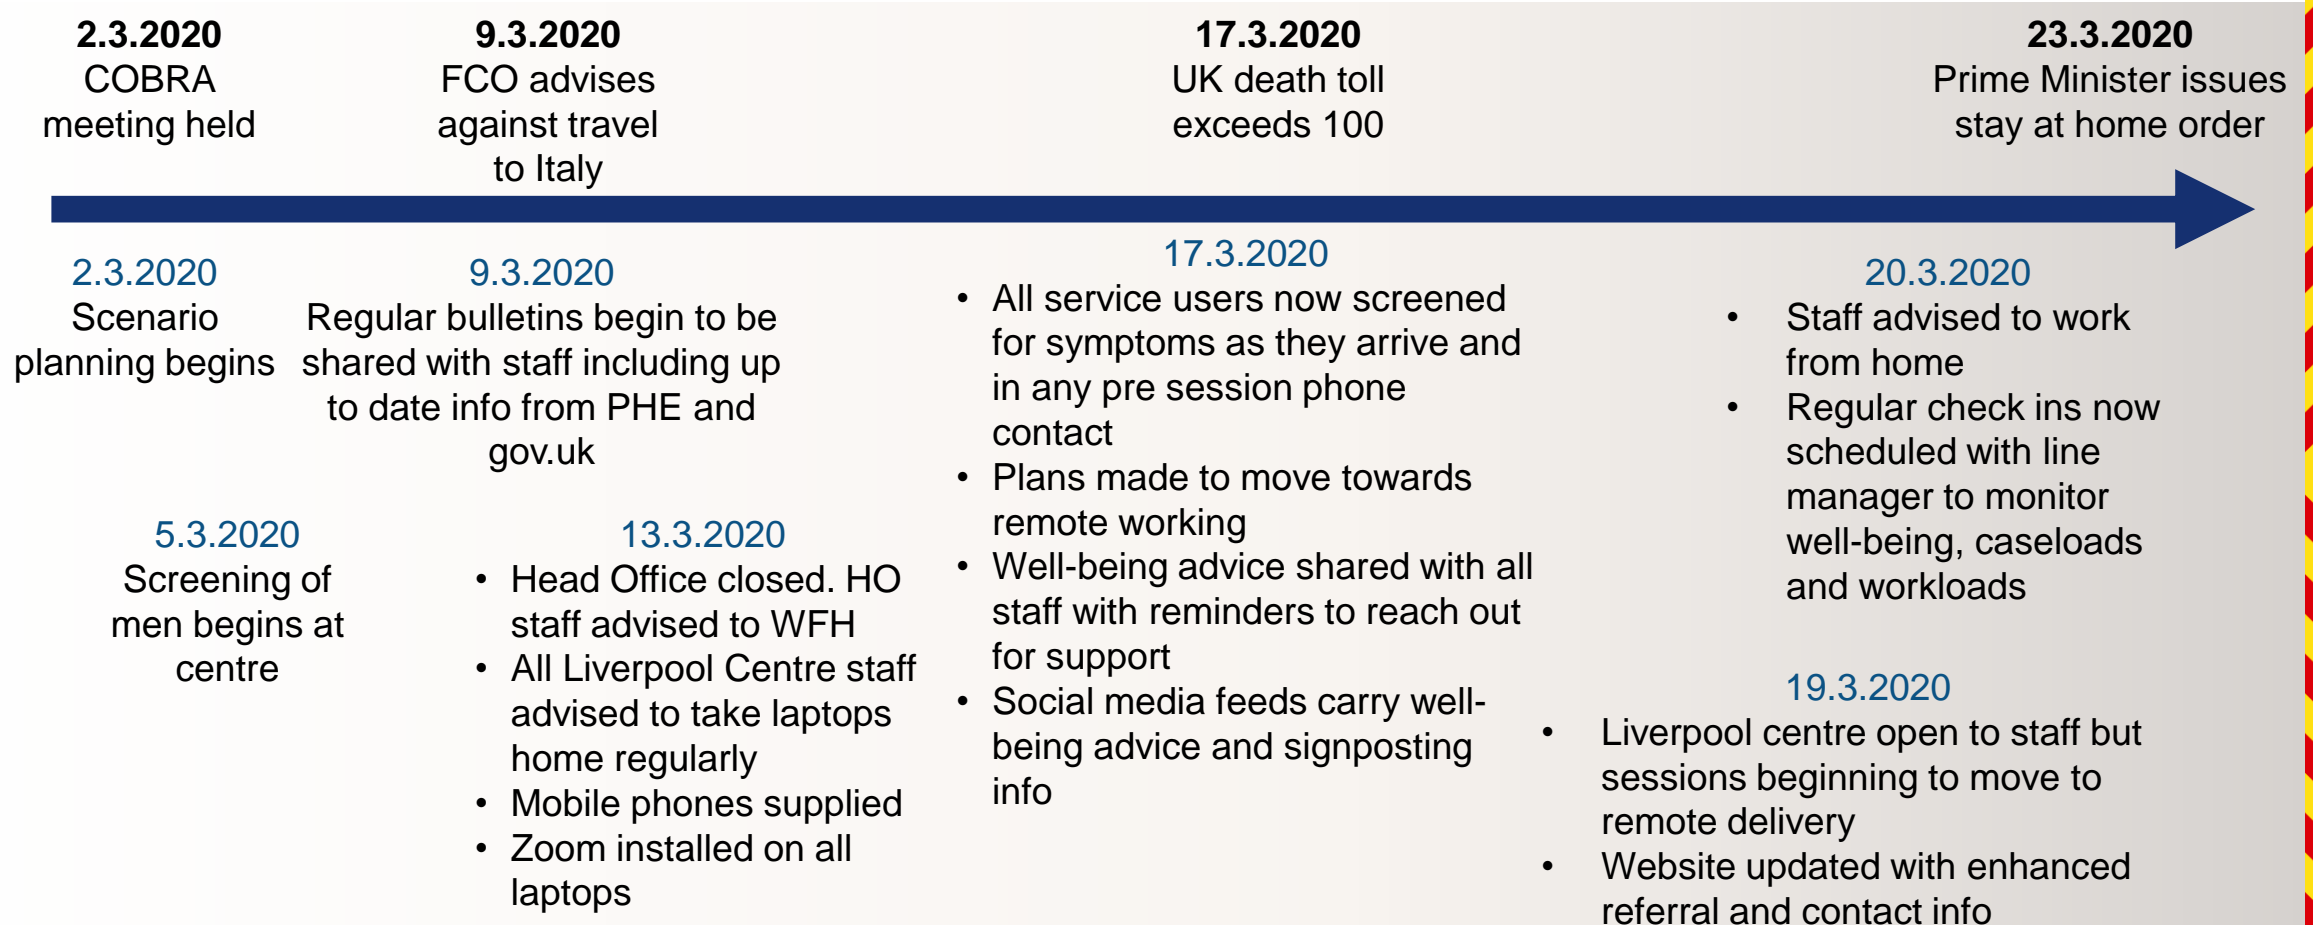 2.3.2020
COBRA
meeting held
9.3.2020
FCO advises
against travel
to Italy
17.3.2020
UK death toll
exceeds 100
23.3.2020
Prime Minister issues
stay at home order
2.3.2020
Scenario
planning begins
9.3.2020
Regular bulletins begin to be
shared with staff including up
to date info from PHE and
gov.uk
5.3.2020
Screening of
men begins at
centre
13.3.2020
• Head Office closed. HO
staff advised to WFH
• All Liverpool Centre staff
advised to take laptops
home regularly
• Mobile phones supplied
• Zoom installed on all
laptops
17.3.2020
• All service users now screened
for symptoms as they arrive and
in any pre session phone
contact
• Plans made to move towards
remote working
• Well-being advice shared with all
staff with reminders to reach out
for support
• Social media feeds carry well-
being advice and signposting
info
20.3.2020
• Staff advised to work
from home
• Regular check ins now
scheduled with line
manager to monitor
well-being, caseloads
and workloads
19.3.2020
• Liverpool centre open to staff but
sessions beginning to move to
remote delivery
• Website updated with enhanced
referral and contact info